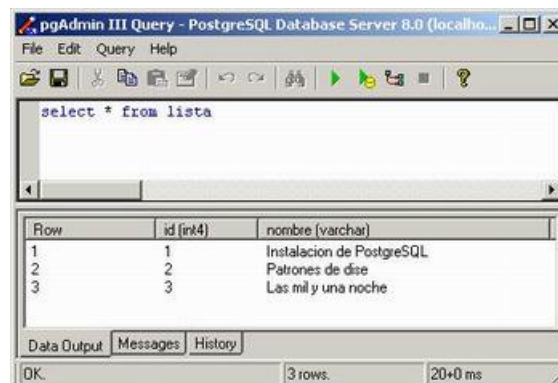 pgAdmin III Query - PostgreSQL Database Server 8.0 (localho...
File Edit Query Help
select * from lista
Row id (int4) nombre (varchar)
1 1 Instalacion de PostgreSQL
2 2 Patrones de dise
3 3 Las mil y una noche
Data Output Messages History
OK. 3 rows. 20+0 ms